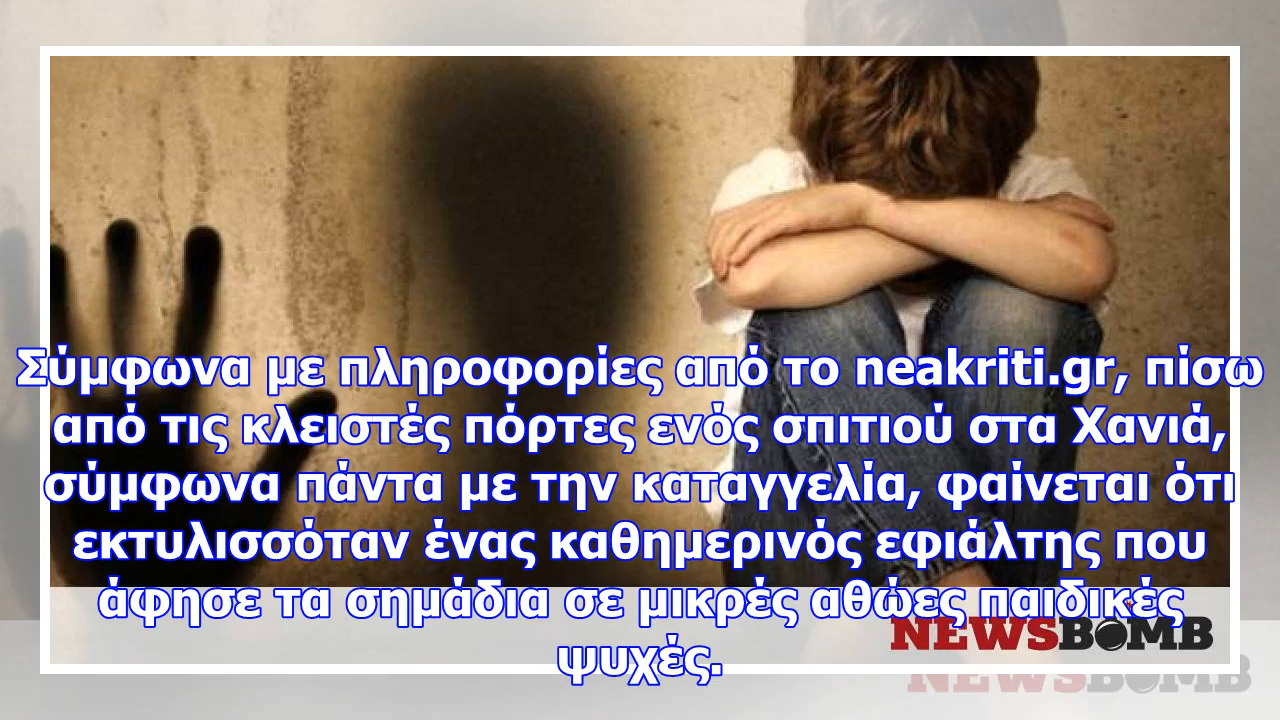 Σύμφωνα με πληροφορίες από το neakriti.gr, πίσω
από τις κλειστές πόρτες ενός σπιτιού στα Χανιά,
σύμφωνα πάντα με την καταγγελία, φαίνεται ότι
εκτυλισσόταν ένας καθημερινός εφιάλτης που
άφησε τα σημάδια σε μικρές αθώες παιδικές
ψυχές.
NEWSBOMB
NEWSBOMB